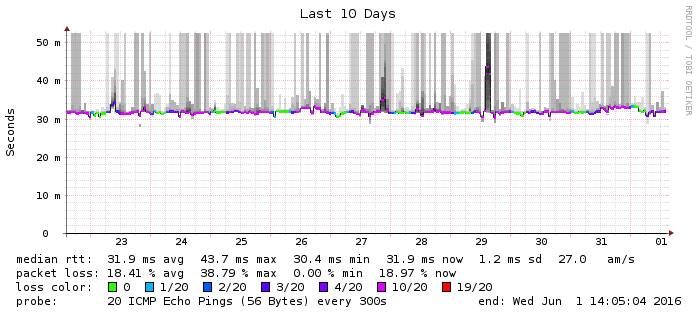 Last 10 Days
RRDTOOL / TOBI OETIKER
Seconds
50 m
40 m
30 m
20 m
10 m
0
23 24 25 26 27 28 29 30 31 01
median rtt: 31.9 ms avg 43.7 ms max 30.4 ms min 31.9 ms now 1.2 ms sd 27.0 am/s
packet loss: 18.41 % avg 38.79 % max 0.00 % min 18.97 % now
loss color: 0 1/20 2/20 3/20 4/20 10/20 19/20
probe: 20 ICMP Echo Pings (56 Bytes) every 300s end: Wed Jun 1 14:05:04 2016